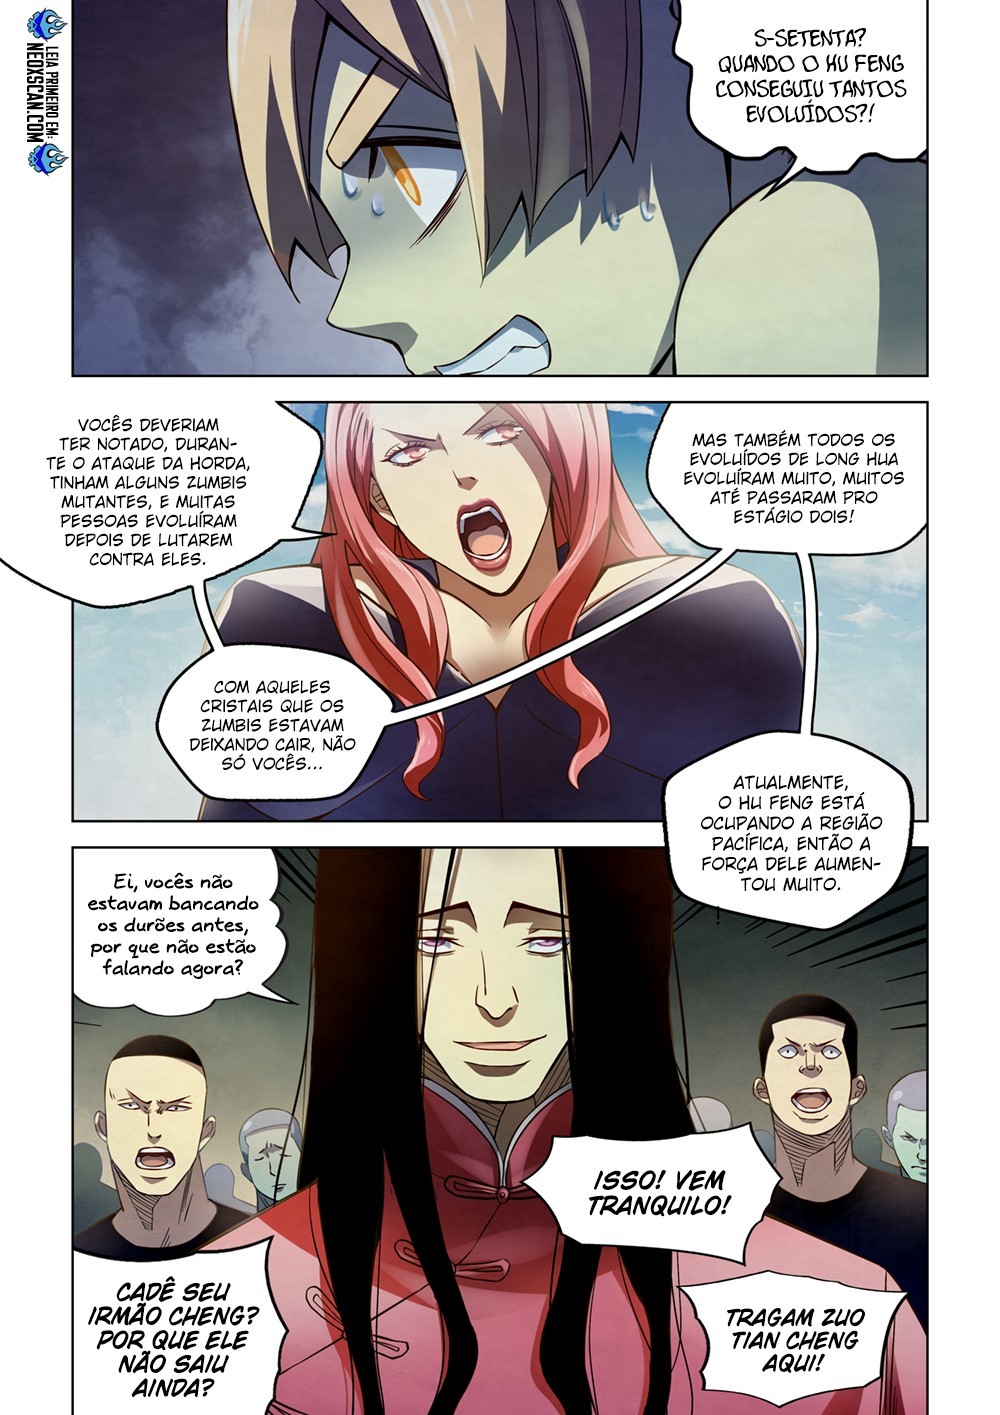 LEIA PRIMEIRO EM:
NEOXSCAN.COM
S-SETENTA?
QUANDO O HU FENG
CONSEGUIU TANTOS
EVOLUÍDOS?!
VOCÊS DEVERIAM
TER NOTADO, DURAN-
TE O ATAQUE DA HORDA,
TINHAM ALGUNS ZUMBIS
MUTANTES, E MUITAS
PESSOAS EVOLUÍRAM
DEPOIS DE LUTAREM
CONTRA ELES.
COM AQUELES
CRISTAIS QUE OS
ZUMBIS ESTAVAM
DEIXANDO CAIR, NÃO
SÓ VOCÊS...
MAS TAMBÉM TODOS OS
EVOLUÍDOS DE LONG HUA
EVOLUÍRAM MUITO, MUITOS
ATÉ PASSARAM PRO
ESTÁGIO DOIS!
ATUALMENTE,
O HU FENG ESTÁ
OCUPANDO A REGIÃO
PACÍFICA, ENTÃO A
FORÇA DELE AUMEN-
TOU MUITO.
Ei, vocês não
estavam bancando
os durões antes,
por que não estão
falando agora?
ISSO! VEM
TRANQUILO!
CADÊ SEU
IRMÃO CHENG?
POR QUE ELE
NÃO SAIU
AINDA?
TRAGAM ZUO
TIAN CHENG
AQUI!